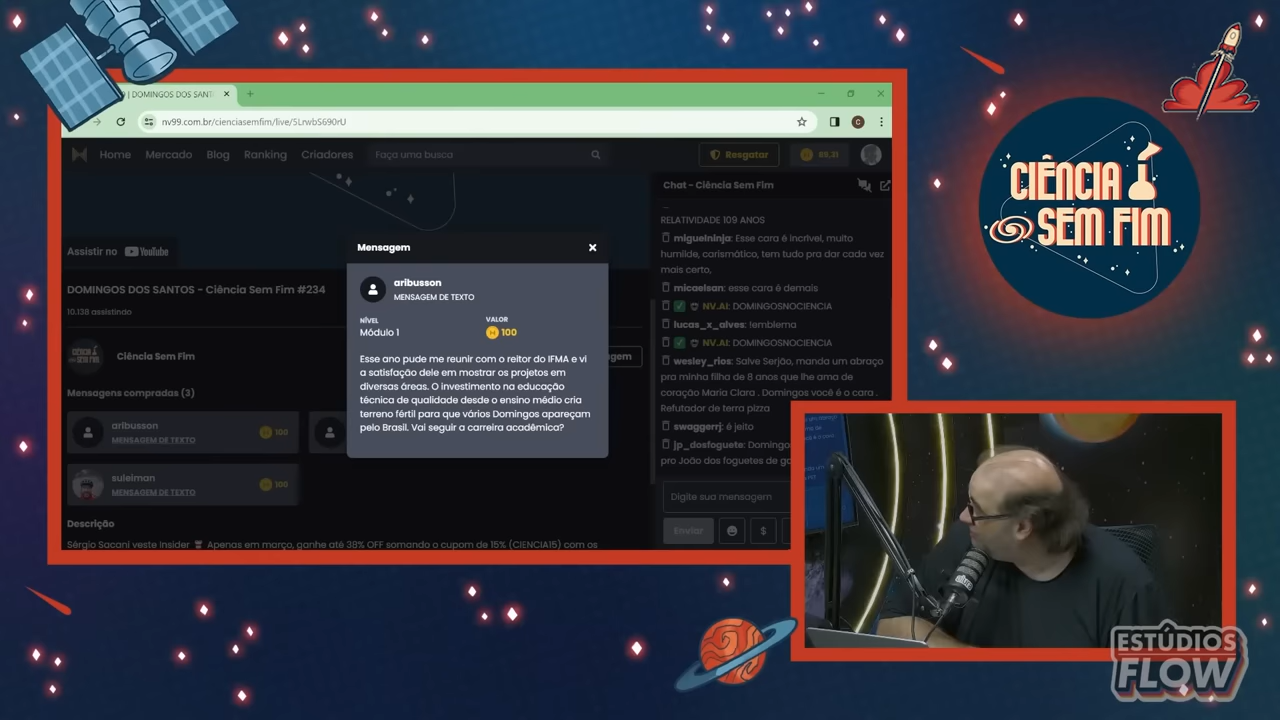 | DOMINGOS DOS SANT
nv99.com.br/cienciasemfim/live/5LrwbS690rU
C
Home
Mercado
Blog
Ranking
Criadores
Faça uma busca
Resgatar
85,31
Assistir no YouTube
DOMINGOS DOS SANTOS - Ciência Sem Fim #234
10.138 assistindo
Ciência Sem Fim
Mensagens compradas (3)
aribusson
MENSAGEM DE TEXTO
100
suleiman
MENSAGEM DE TEXTO
100
Descrição
Sérgio Sacani veste Insider Apenas em março, ganhe até 38% OFF somando o cupom de 15% (CIENCIA15) com os
Mensagem
aribusson
MENSAGEM DE TEXTO
NÍVEL
Módulo 1
VALOR
100
Esse ano pude me reunir com o reitor do IFMA e vi
a satisfação dele em mostrar os projetos em
diversas áreas. O investimento na educação
técnica de qualidade desde o ensino médio cria
terreno fértil para que vários Domingos apareçam
pelo Brasil. Vai seguir a carreira acadêmica?
Chat - Ciência Sem Fim
RELATIVIDADE 109 ANOS
miguelninja: Esse cara é incrível, muito
humilde, carismático, tem tudo pra dar cada vez
mais certo,
micaelsan: esse cara é demais
NV.AI: DOMINGOSNOCIENCIA
lucas_x_alves: !emblema
NV.AI: DOMINGOSNOCIENCIA
wesley_rios: Salve Serjão, manda um abraço
pra minha filha de 8 anos que lhe ama de
coração Maria Clara . Domingos você é o cara .
Refutador de terra pizza
swaggerrj: é jeito
jp_dosfoguete: Domingo
pro João dos foguetes de go
Digite sua mensagem
Enviar
$
CIÊNCIA
SEM FIM
ESTÚDIOS
FLOW